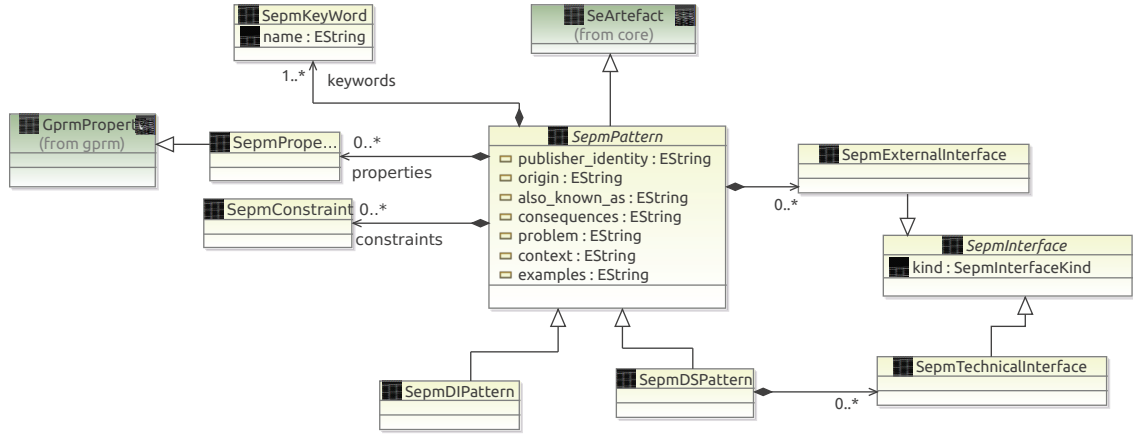 SepmKeyWord
name : EString
1..*
keywords
SeArtefact
(from core)
GprmProperty
(from gprm)
SepmPrope...
0..*
properties
SepmConstraint
0..*
constraints
SepmPattern
publisher_identity : EString
origin : EString
also_known_as : EString
consequences : EString
problem : EString
context : EString
examples : EString
SepmExternalInterface
0..*
SepmInterface
kind : SepmInterfaceKind
SepmDIPattern
SepmDSPattern
0..*
SepmTechnicalInterface